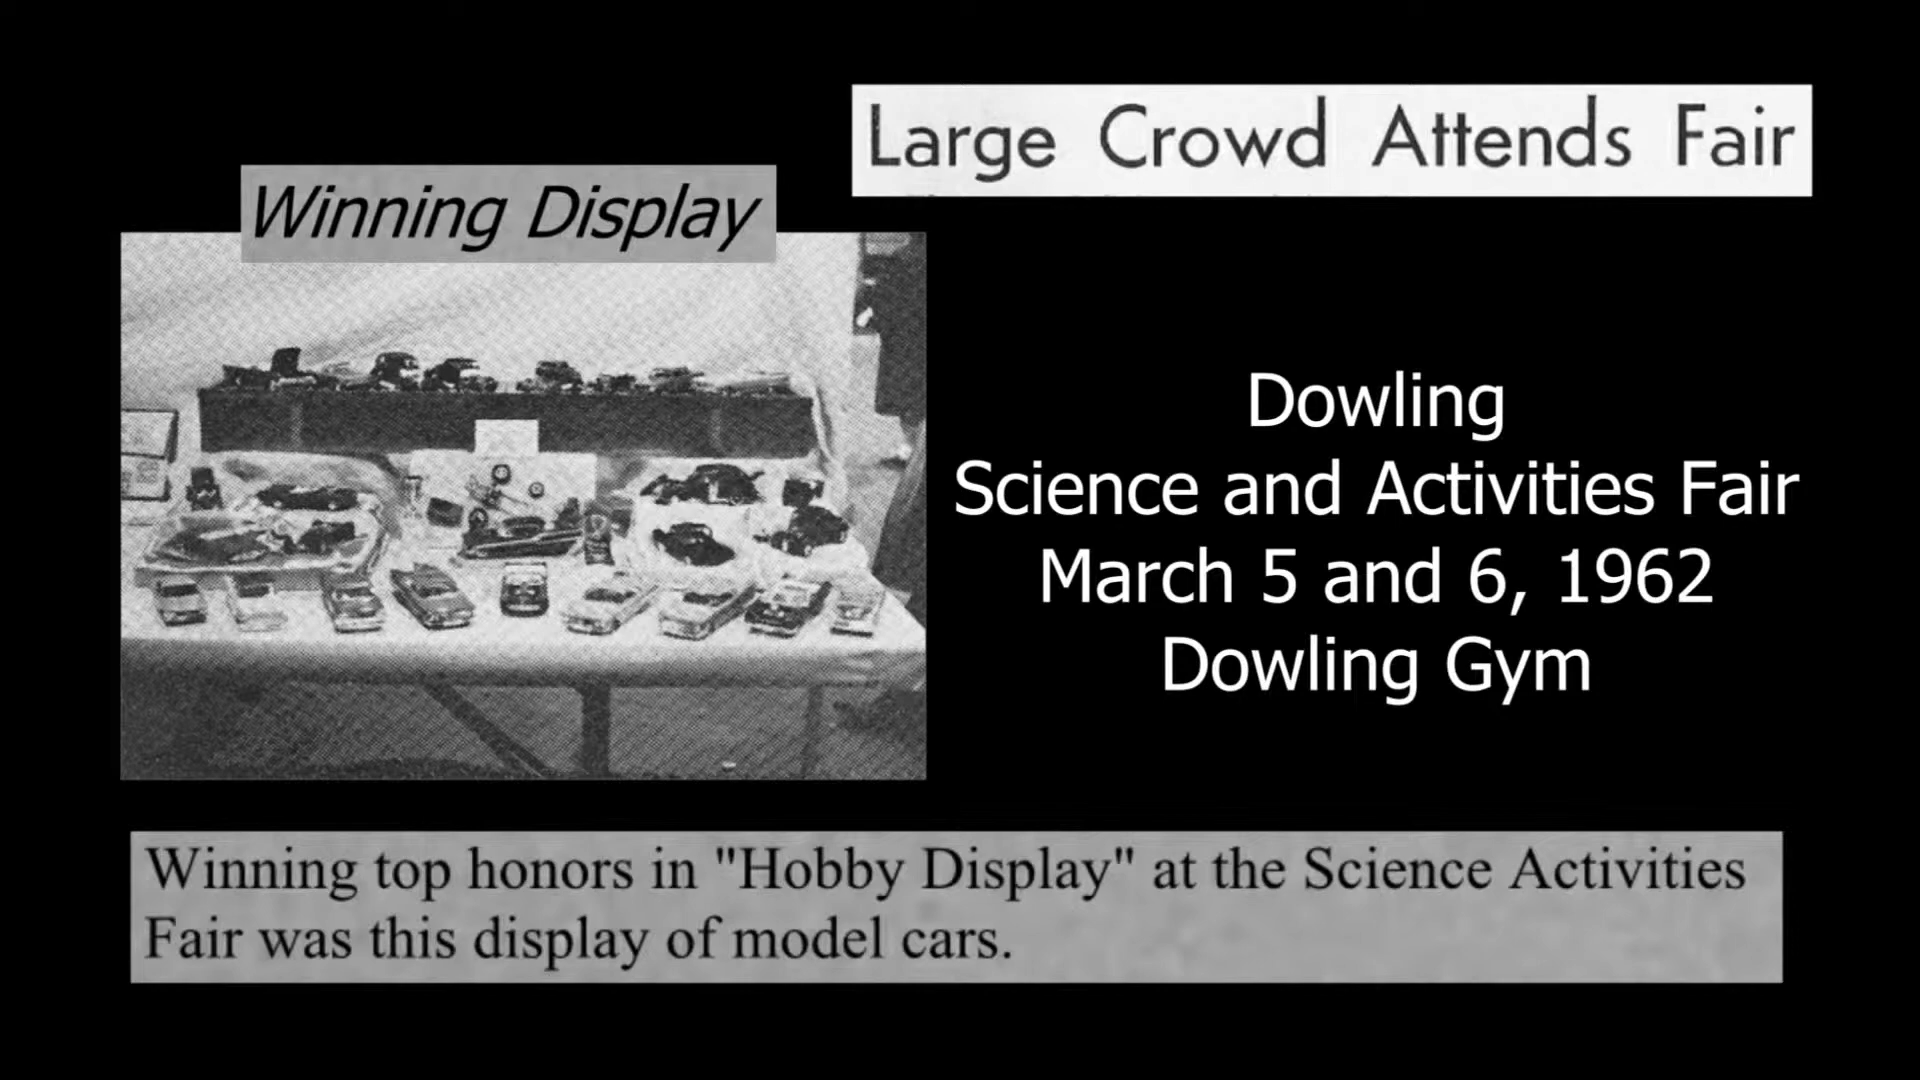 Large Crowd Attends Fair
Winning Display
Dowling
Science and Activities Fair
March 5 and 6, 1962
Dowling Gym
Winning top honors in "Hobby Display" at the Science Activities
Fair was this display of model cars.